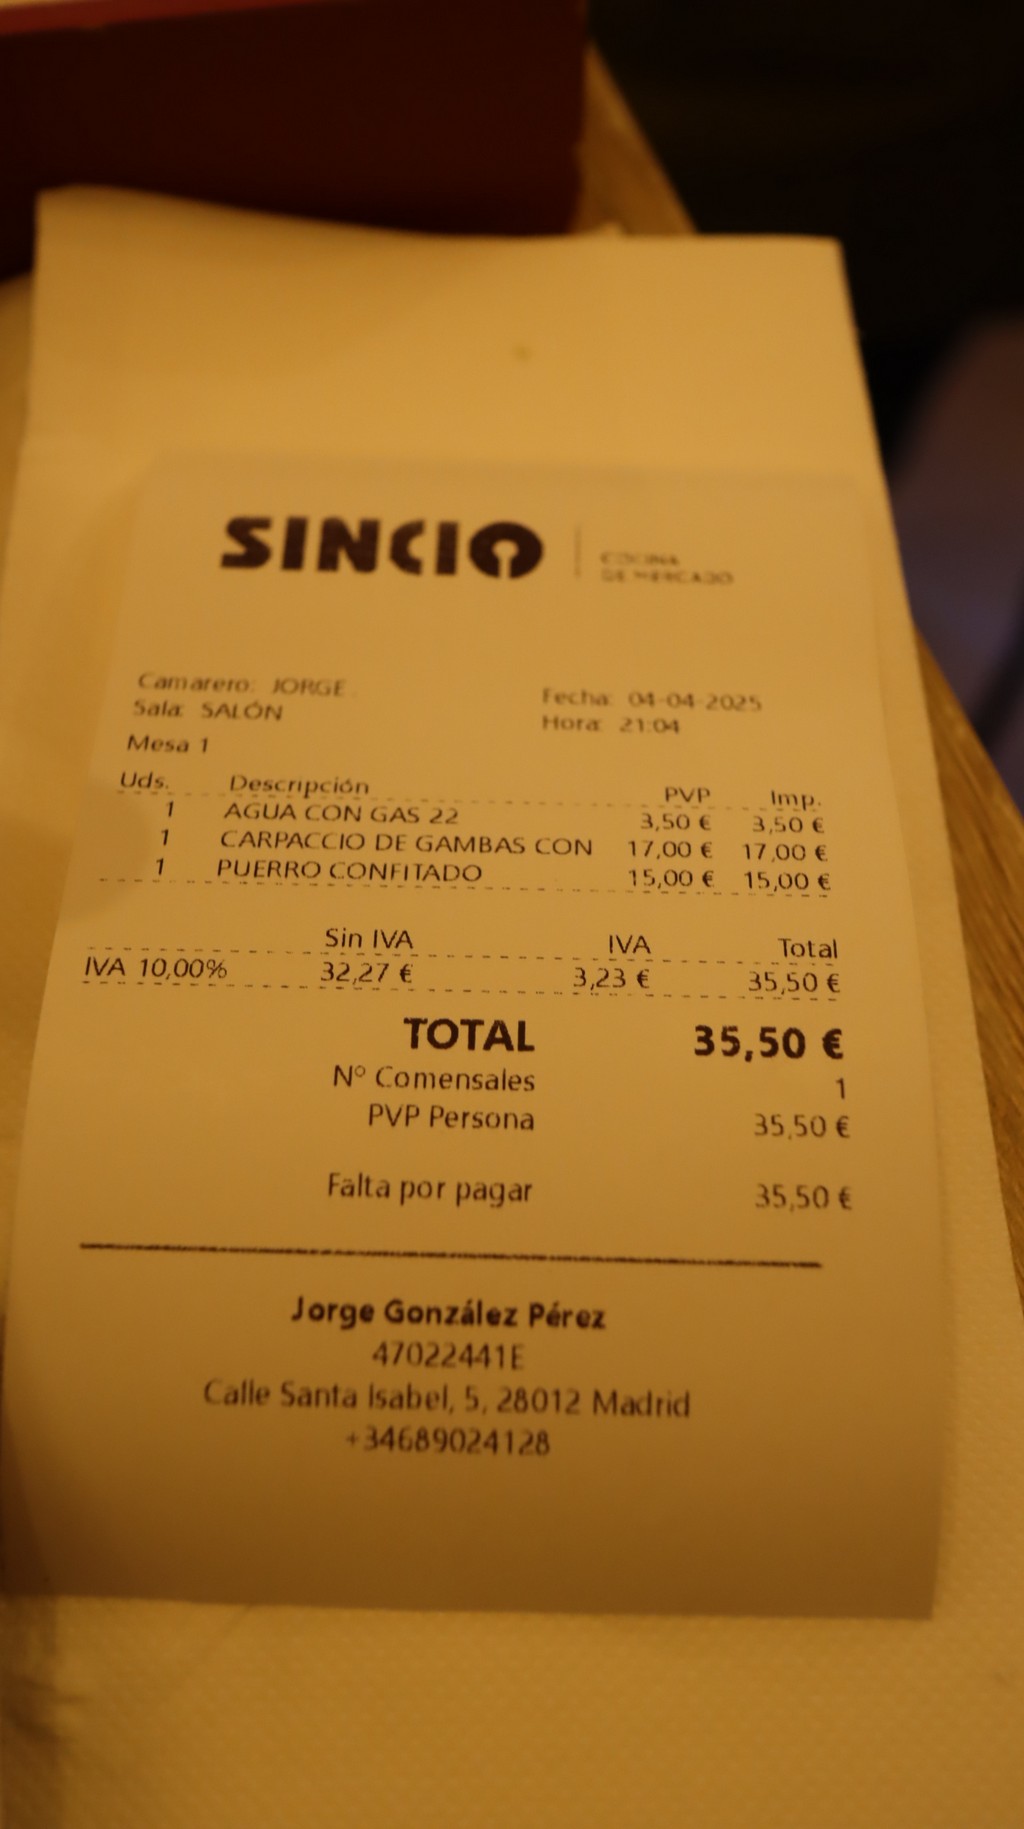 SINCIO
COCINA
DE MERCADO
Camarero: JORGE
Fecha: 04-04-2025
Sala: SALÓN
Hora: 21:04
Mesa 1
Uds. Descripción PVP Imp.
1 AGUA CON GAS 22 3,50 € 3,50 €
1 CARPACCIO DE GAMBAS CON 17,00 € 17,00 €
1 PUERRO CONFITADO 15,00 € 15,00 €
Sin IVA IVA Total
IVA 10,00% 32,27 € 3,23 € 35,50 €
TOTAL 35,50 €
Nº Comensales 1
PVP Persona 35,50 €
Falta por pagar 35,50 €
Jorge González Pérez
47022441E
Calle Santa Isabel, 5, 28012 Madrid
+34689024128